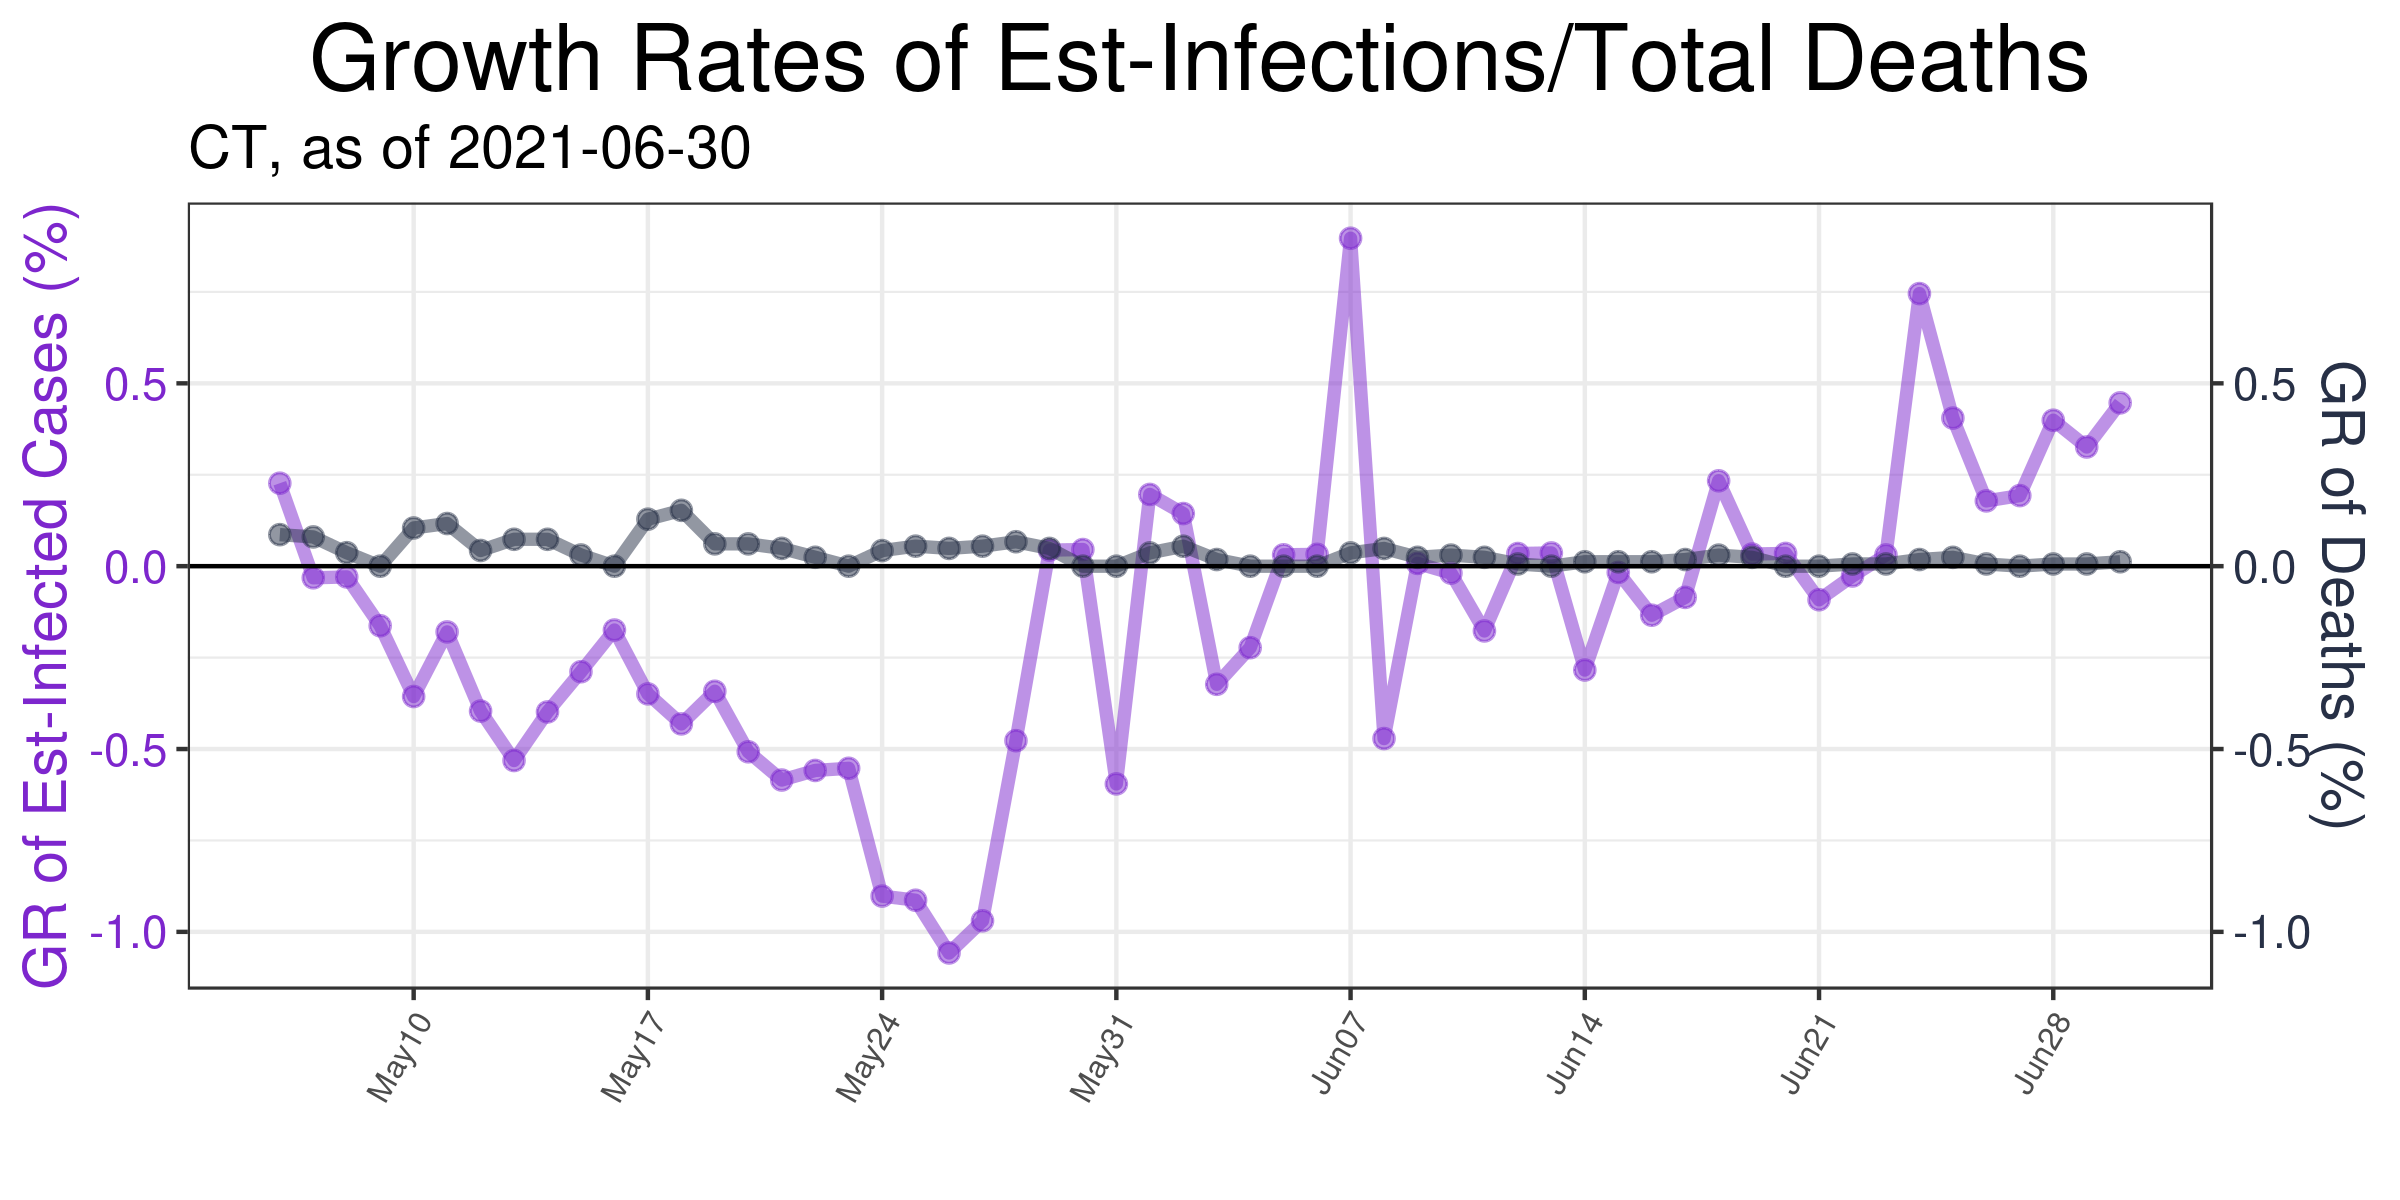 Growth Rates of Est-Infections/Total Deaths
CT, as of 2021-06-30
GR of Est-Infected Cases (%)
0.5
0.0
-0.5
-1.0
0.5
0.0
-0.5
-1.0
GR of Deaths (%)
May10
May17
May24
May31
Jun07
Jun14
Jun21
Jun28